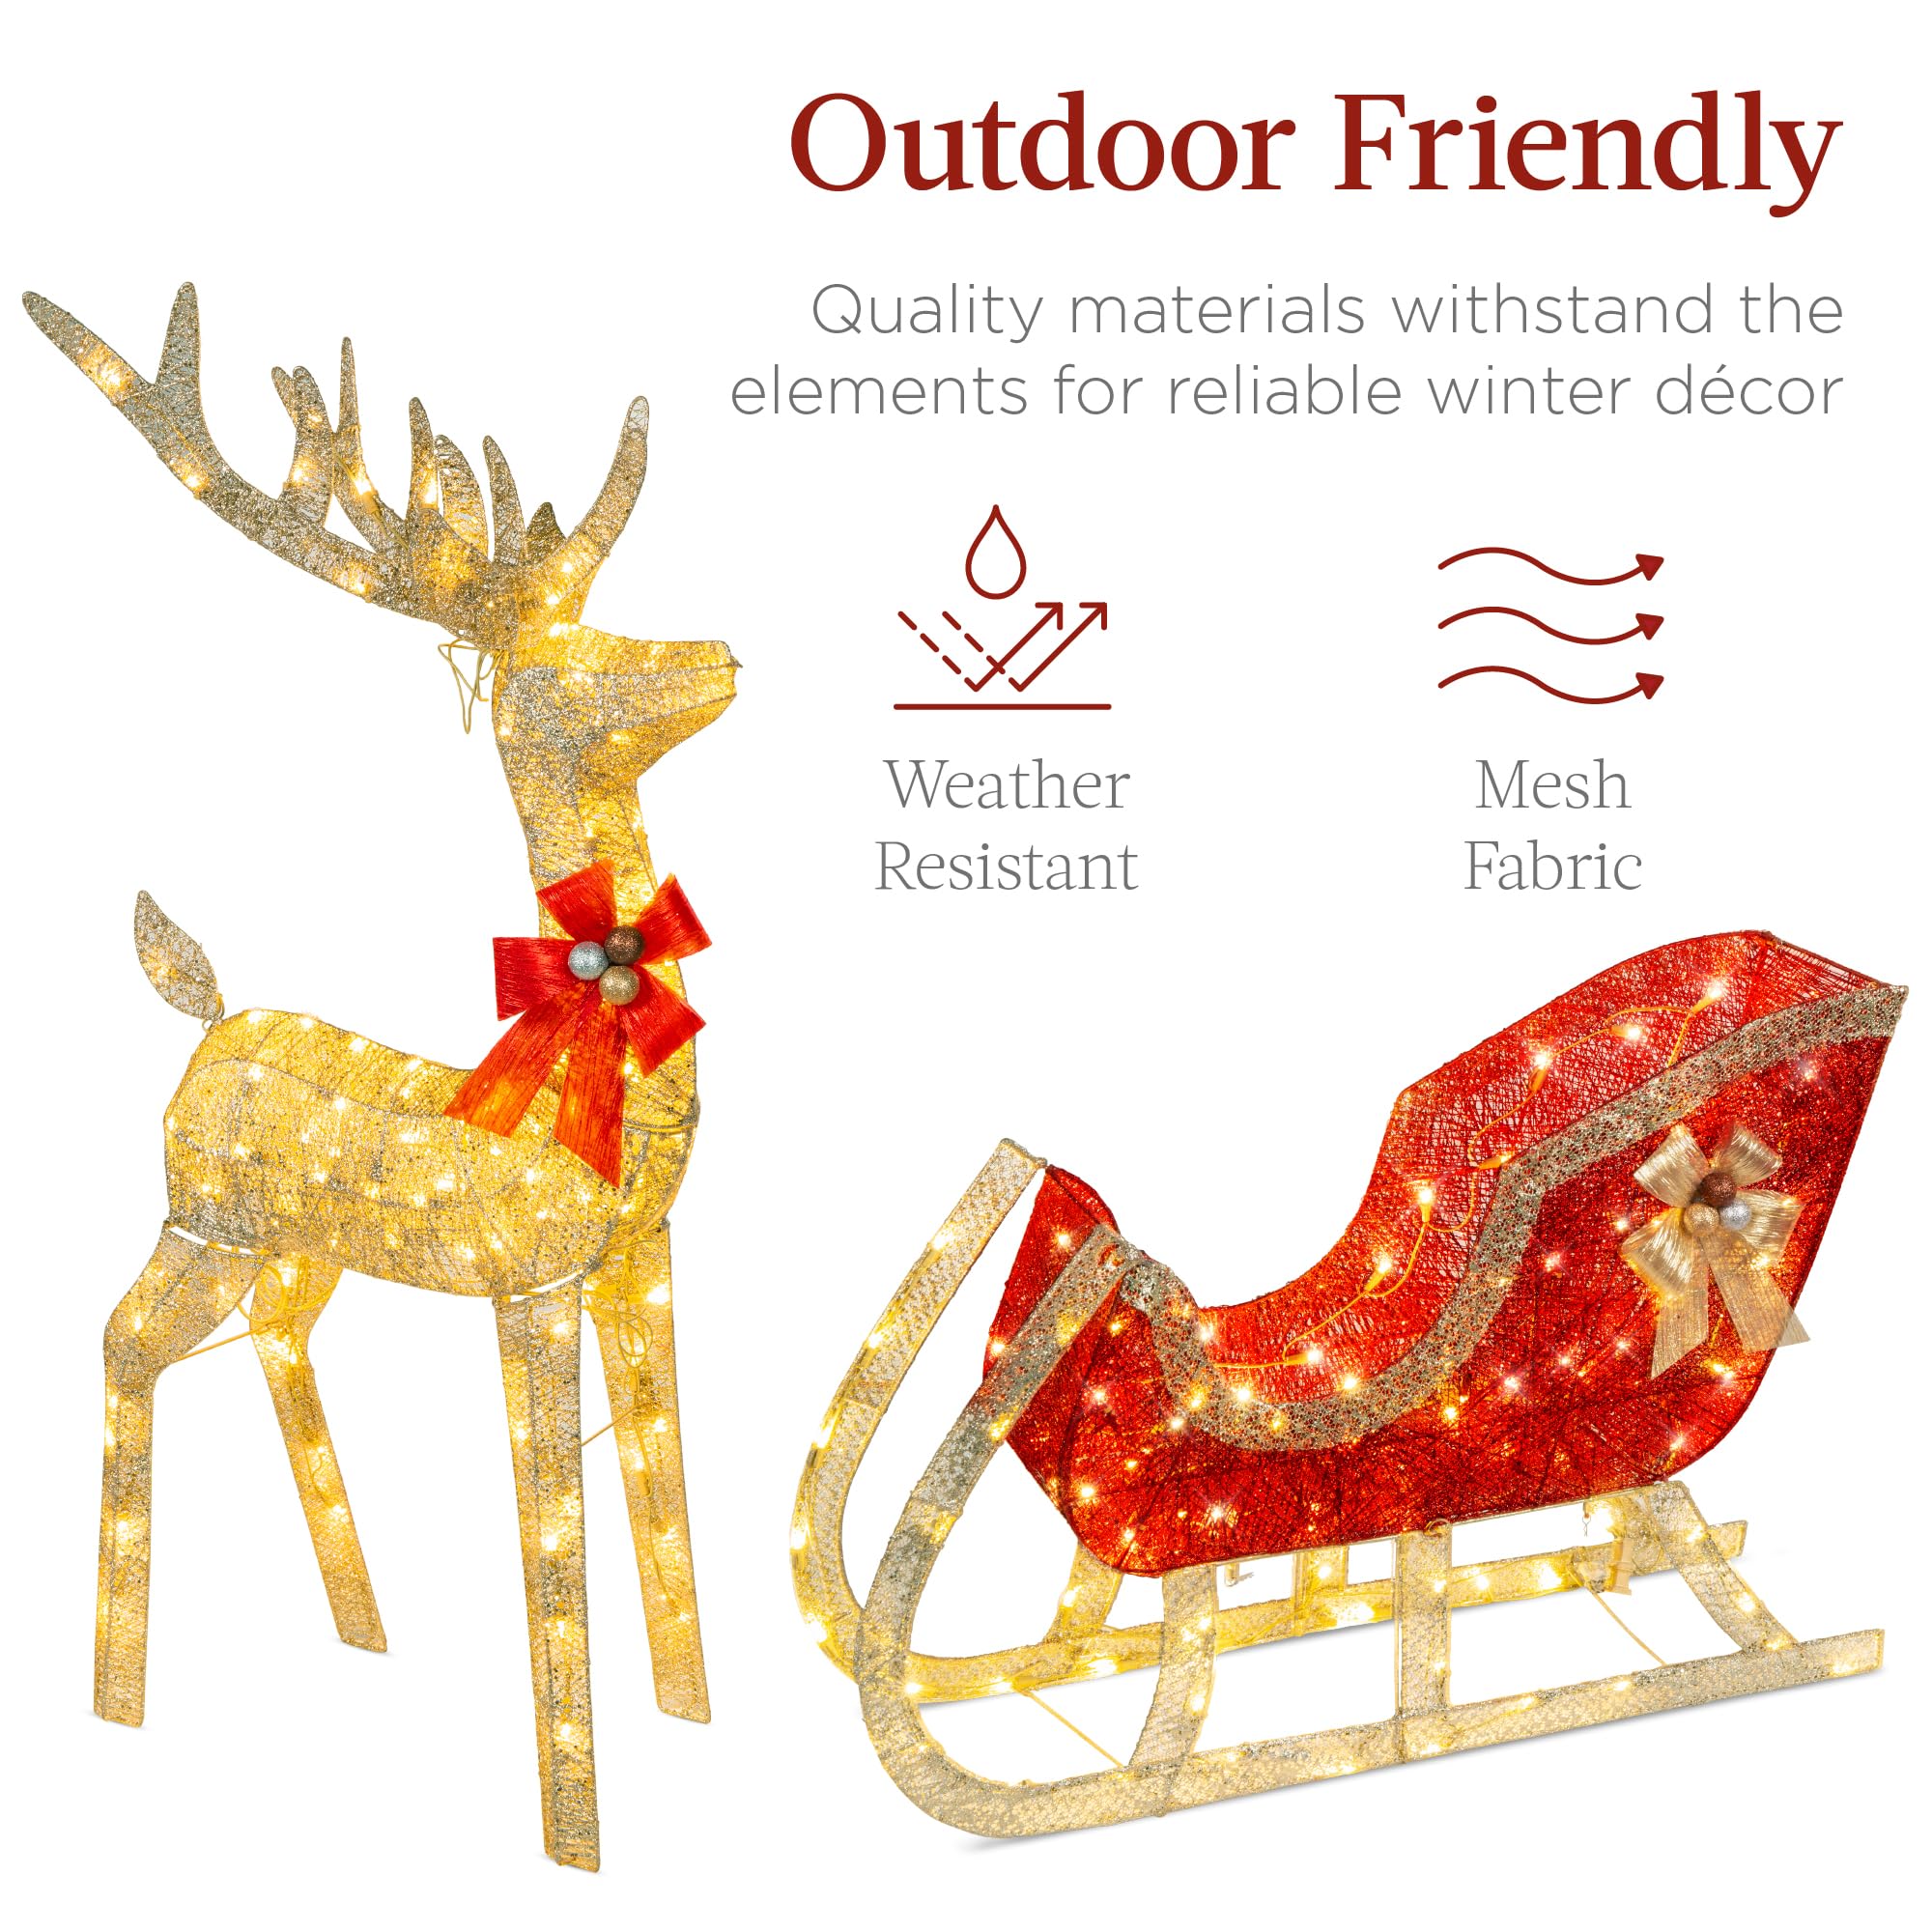 Outdoor Friendly
Quality materials withstand the
elements for reliable winter décor
Weather
Resistant
Mesh
Fabric